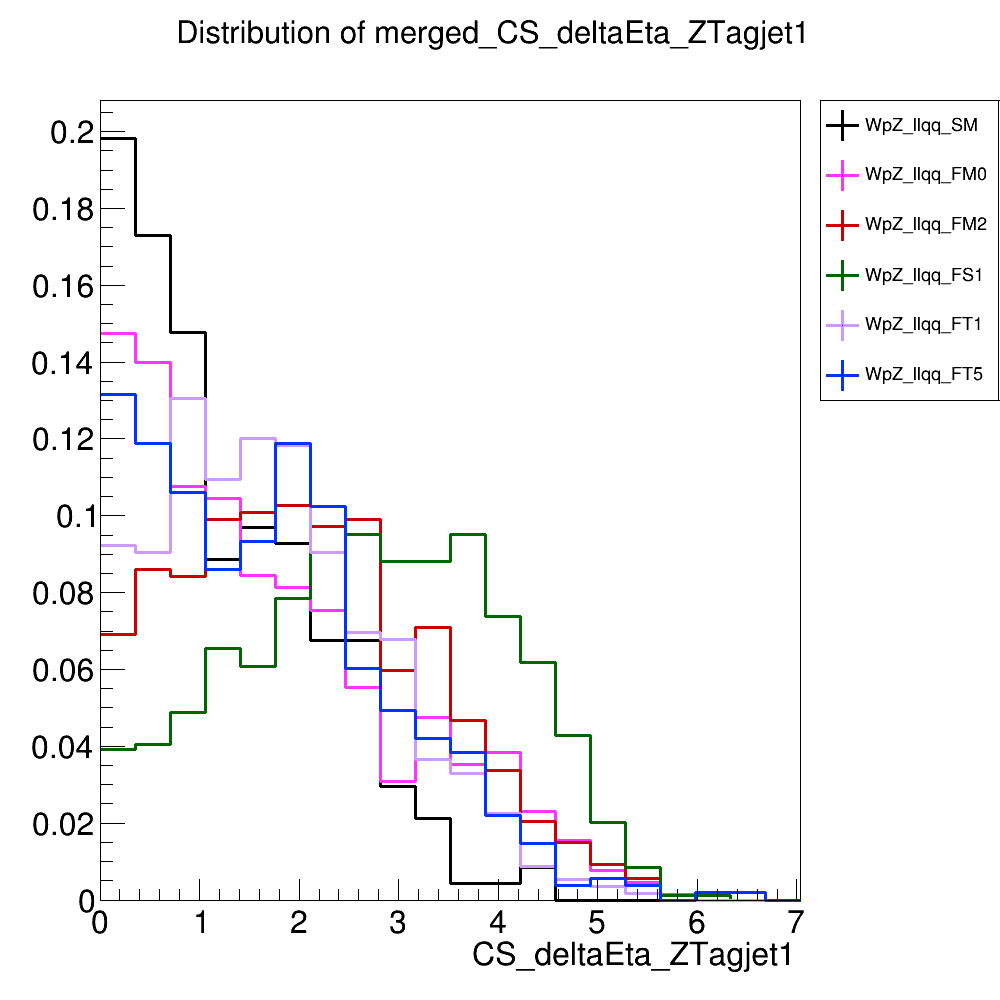 Distribution of merged_CS_deltaEta_ZTagjet1
0.2
0.18
0.16
0.14
0.12
0.1
0.08
0.06
0.04
0.02
0
0 1 2 3 4 5 6 7
CS_deltaEta_ZTagjet1
WpZ_llqq_SM
WpZ_llqq_FM0
WpZ_llqq_FM2
WpZ_llqq_FS1
WpZ_llqq_FT1
WpZ_llqq_FT5